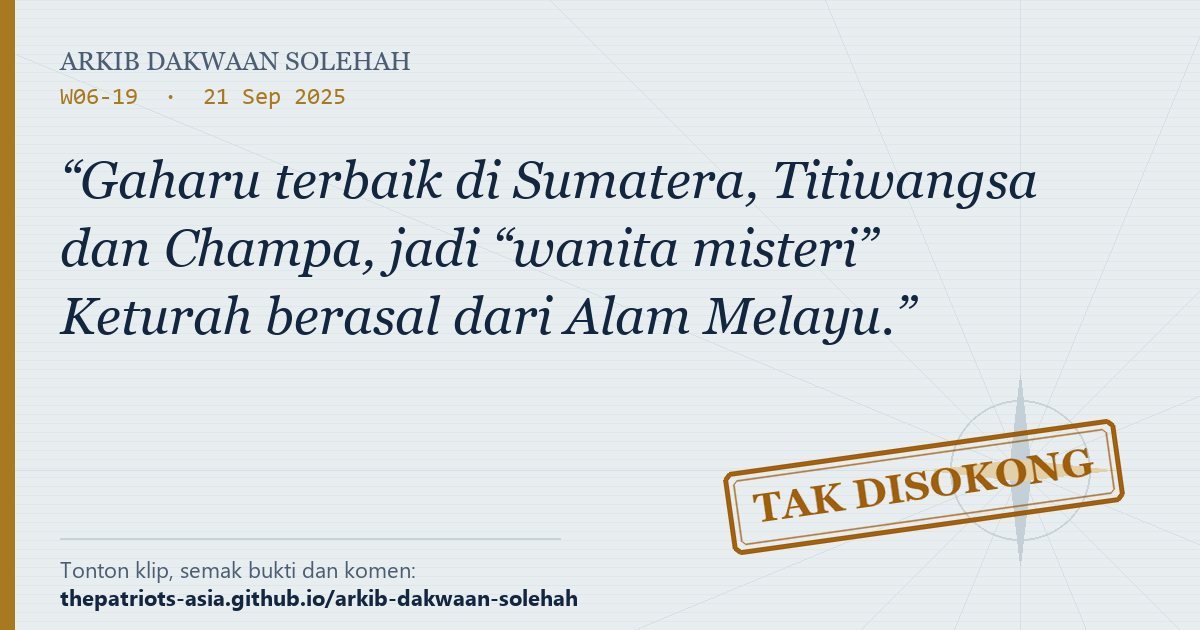 ARKIB DAKWAAN SOLEHAH
W06-19 · 21 Sep 2025
“Gaharu terbaik di Sumatera, Titiwangsa
dan Champa, jadi “wanita misteri”
Keturah berasal dari Alam Melayu.”
TAK DISOKONG
Tonton klip, semak bukti dan komen:
thepatriots-asia.github.io/arkib-dakwaan-solehah